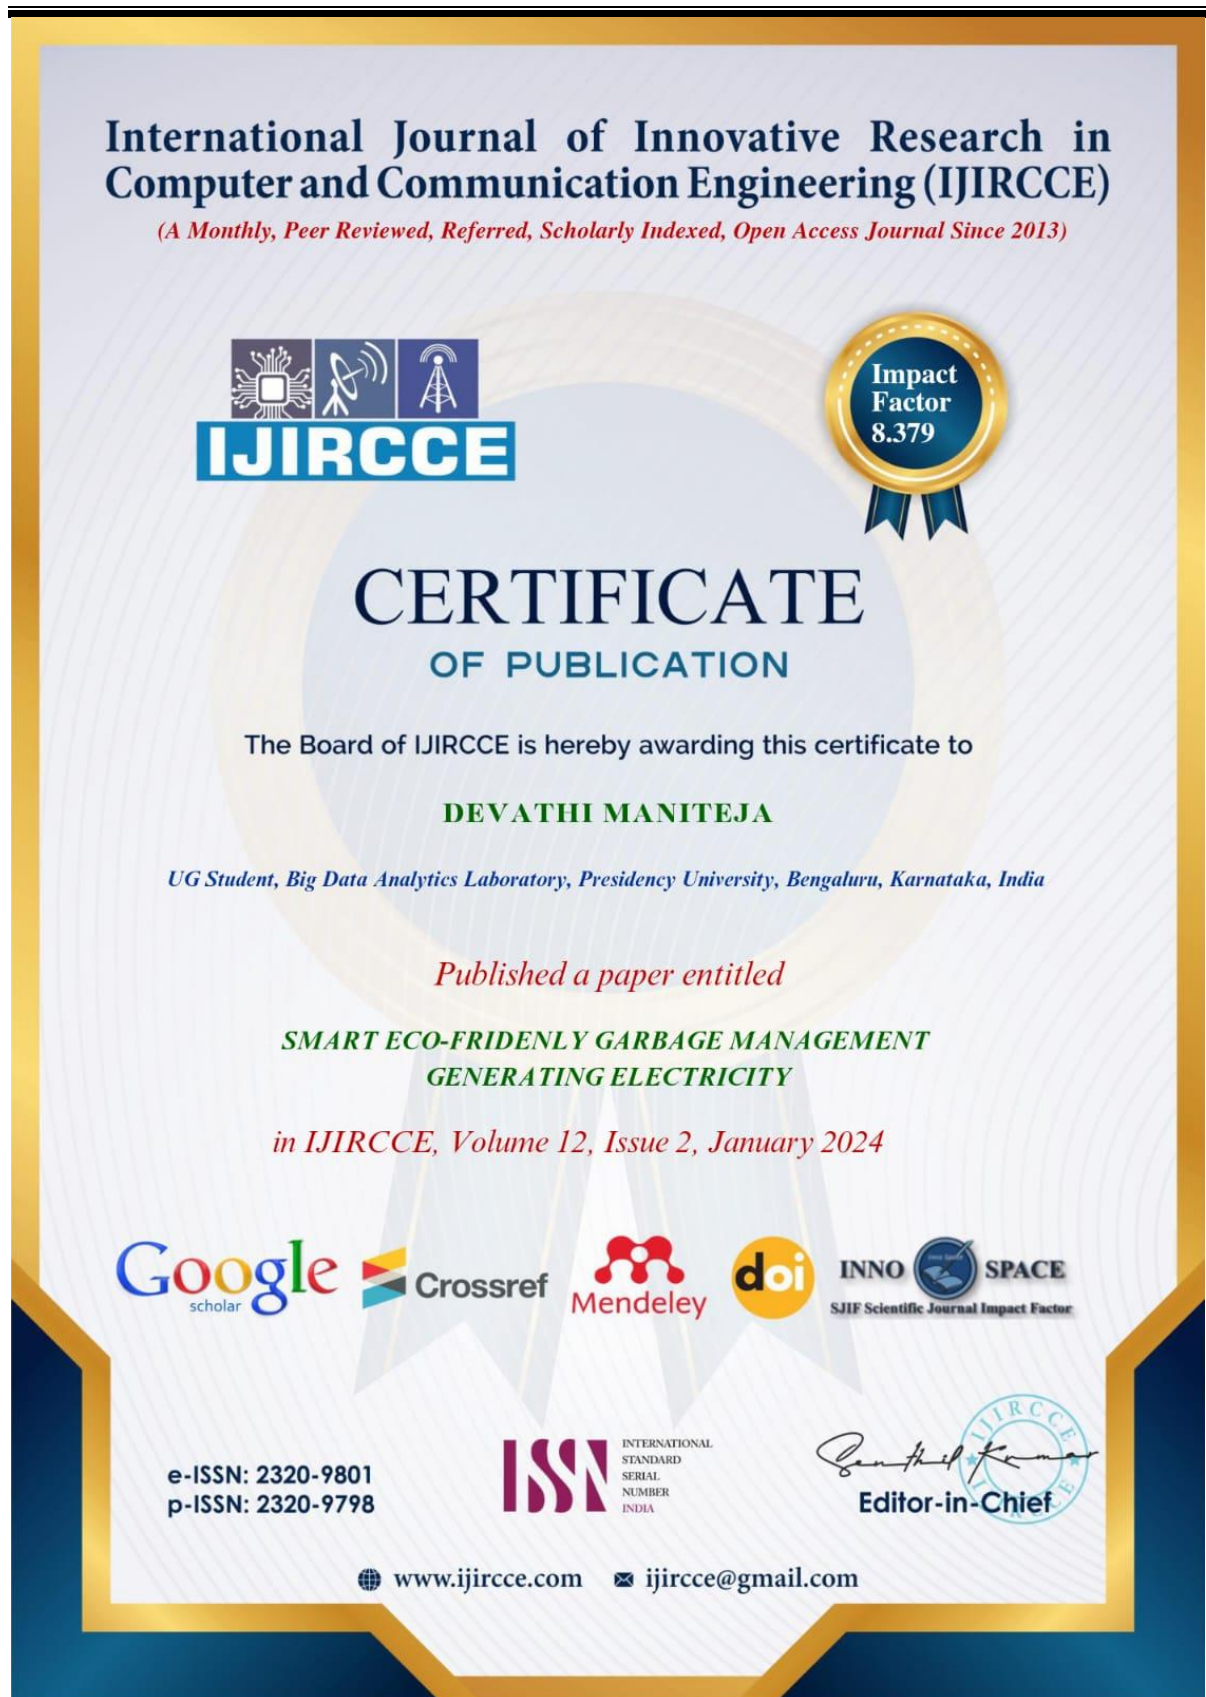 International Journal of Innovative Research in
Computer and Communication Engineering (IJIRCCE)
(A Monthly, Peer Reviewed, Referred, Scholarly Indexed, Open Access Journal Since 2013)
IJIRCCE
Impact
Factor
8.379
CERTIFICATE
OF PUBLICATION
The Board of IJIRCCE is hereby awarding this certificate to
DEVATHI MANITEJA
UG Student, Big Data Analytics Laboratory, Presidency University, Bengaluru, Karnataka, India
Published a paper entitled
SMART ECO-FRIDENLY GARBAGE MANAGEMENT
GENERATING ELECTRICITY
in IJIRCCE, Volume 12, Issue 2, January 2024
Google
scholar
Crossref
Mendeley
doi
INNO SPACE
SJIF Scientific Journal Impact Factor
e-ISSN: 2320-9801
p-ISSN: 2320-9798
ISSN
INTERNATIONAL
STANDARD
SERIAL
NUMBER
INDIA
IJIRCCE
IJIRCCE
Senthil Kumar
Editor-in-Chief
www.ijircce.com ijircce@gmail.com